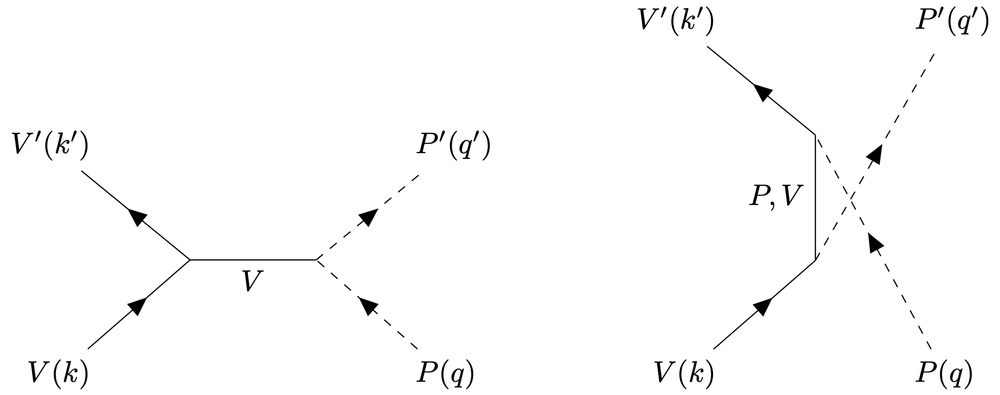 V′(k′)
P′(q′)
V
V(k)
P(q)
V′(k′)
P′(q′)
P, V
V(k)
P(q)